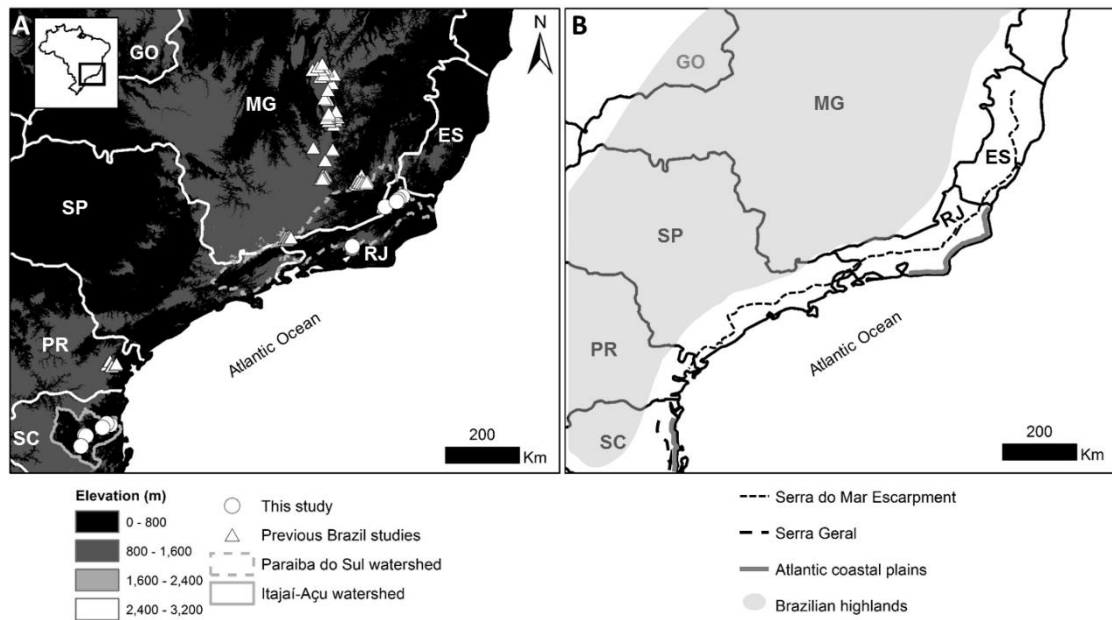 A
N
GO
MG
ES
SP
RJ
PR
Atlantic Ocean
SC
200
Km
B
GO
MG
ES
SP
RJ
PR
Atlantic Ocean
SC
200
Km
Elevation (m)
0 - 800
800 - 1,600
1,600 - 2,400
2,400 - 3,200
This study
Previous Brazil studies
Paraiba do Sul watershed
Itajaí-Açu watershed
Serra do Mar Escarpment
Serra Geral
Atlantic coastal plains
Brazilian highlands